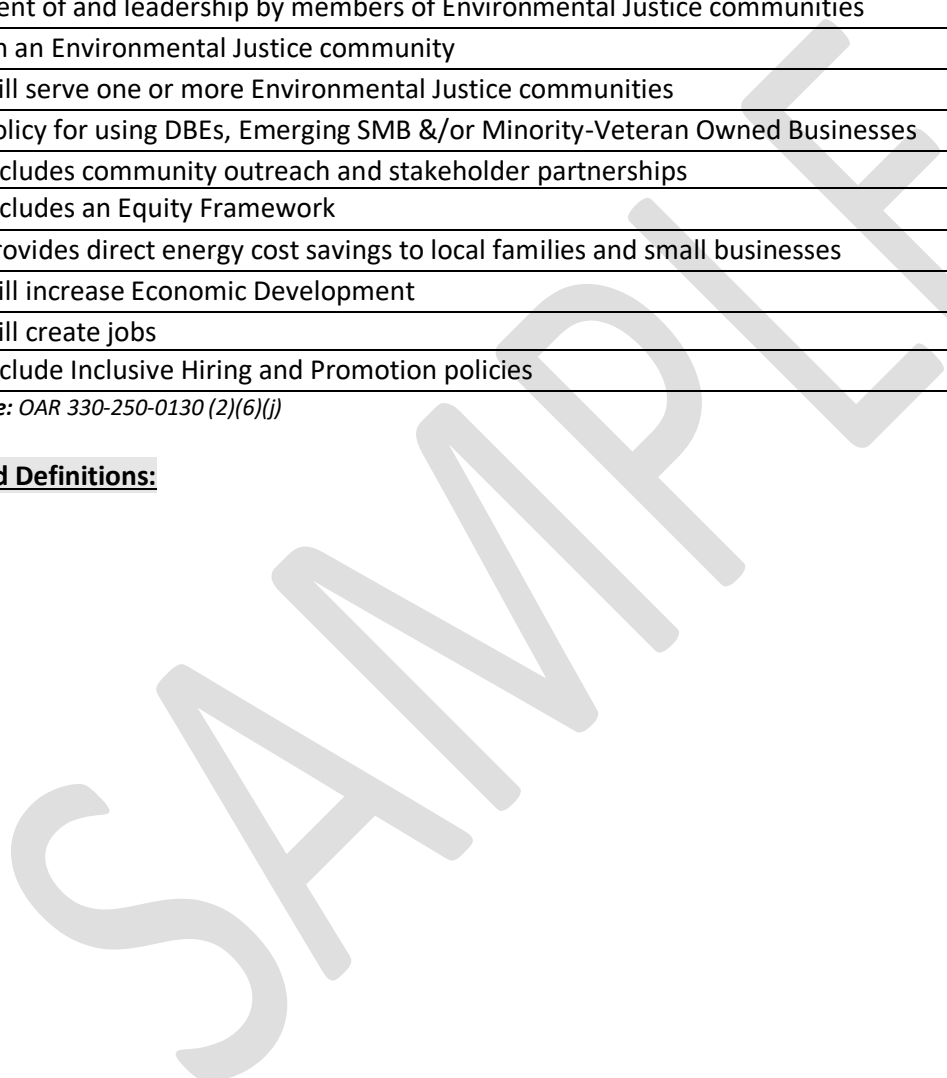 ent of and leadership by members of Environmental Justice communities
n an Environmental Justice community
ill serve one or more Environmental Justice communities
olicy for using DBEs, Emerging SMB &/or Minority-Veteran Owned Businesses
cludes community outreach and stakeholder partnerships
cludes an Equity Framework
rovides direct energy cost savings to local families and small businesses
ill increase Economic Development
ill create jobs
clude Inclusive Hiring and Promotion policies
e: OAR 330-250-0130 (2)(6)(j)
d Definitions:
SAMPLE